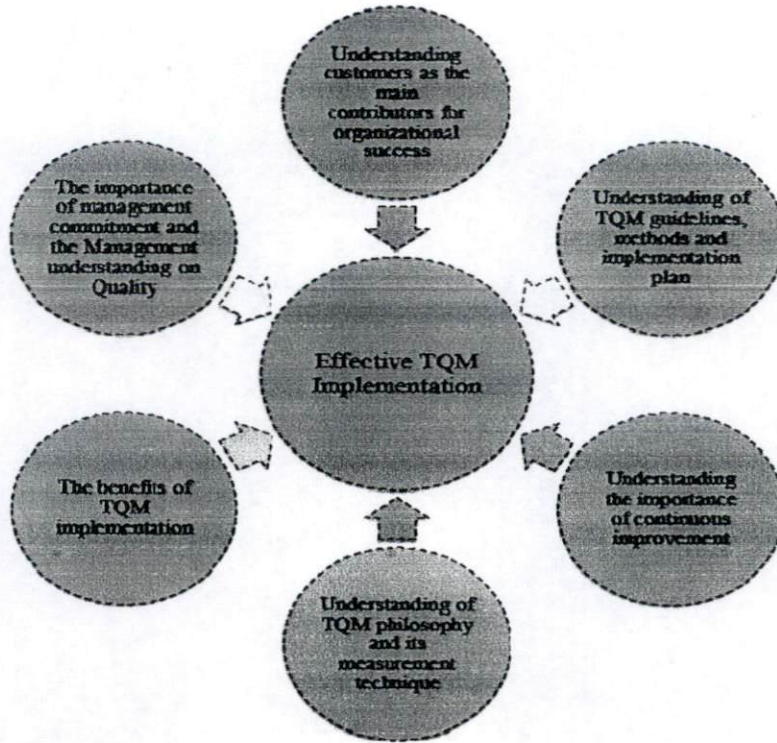 Understanding
customers as the
main
contributors for
organizational
success
The importance
of management
commitment and
the Management
understanding on
Quality
Understanding of
TQM guidelines,
methods and
implementation
plan
Effective TQM
Implementation
The benefits of
TQM
implementation
Understanding
the importance
of continuous
improvement
Understanding of
TQM philosophy
and its
measurement
technique